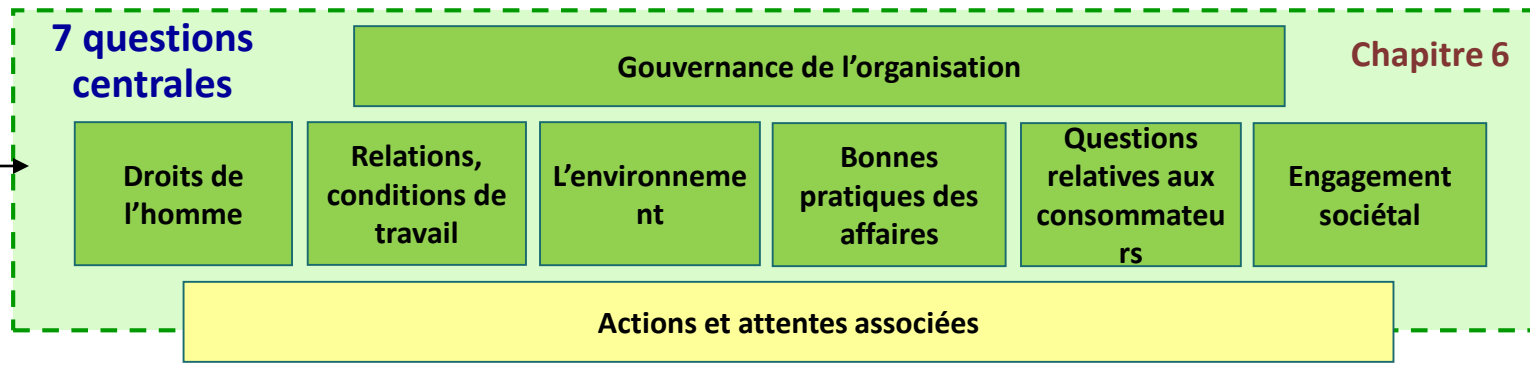 7 questions
centrales
Gouvernance de l’organisation
Chapitre 6
Droits de
l’homme
Relations,
conditions de
travail
L’environneme
nt
Bonnes
pratiques des
affaires
Questions
relatives aux
consommateu
rs
Engagement
sociétal
Actions et attentes associées